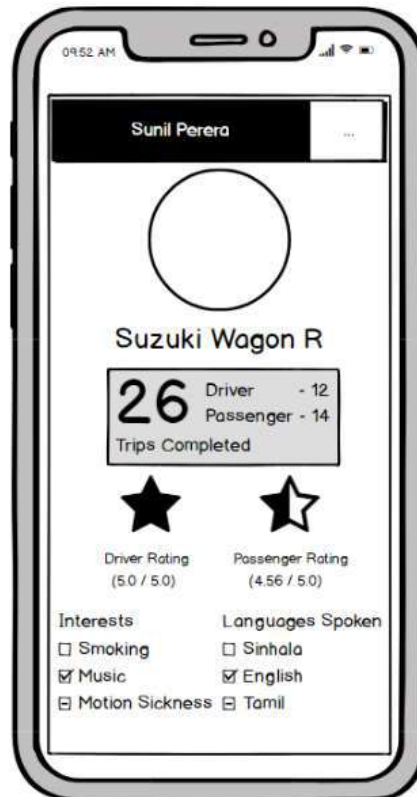 09.52 AM
Sunil Perera
...
Suzuki Wagon R
26
Driver - 12
Passenger - 14
Trips Completed
Driver Rating
(5.0 / 5.0)
Passenger Rating
(4.56 / 5.0)
Interests
Smoking
Music
Motion Sickness
Languages Spoken
Sinhala
English
Tamil